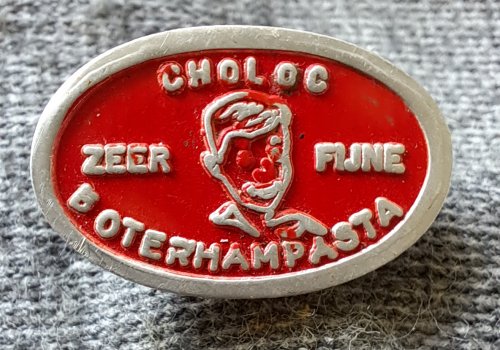 CHOLOC
ZEER FIJNE
BOTERHAMPASTA